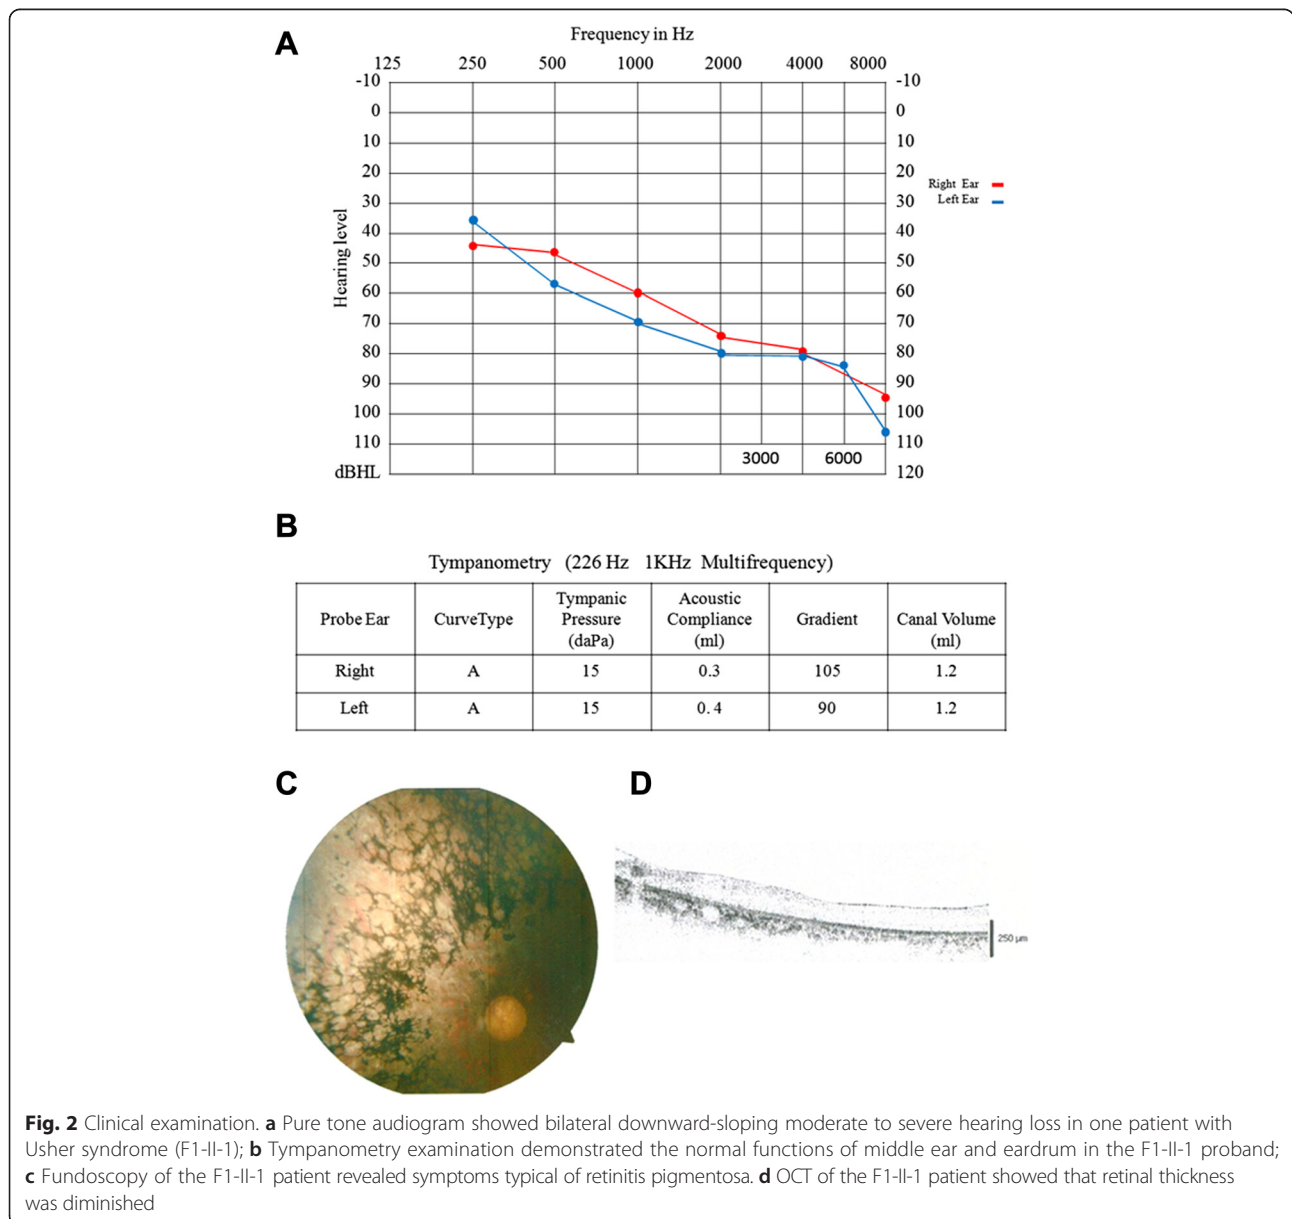 A
Frequency in Hz
125 250 500 1000 2000 4000 8000
-10 -10
0 0
10 10
20 20
30 30
40 40
50 50
60 60
70 70
80 80
90 90
100 100
110 110
dBHL 120
3000 6000
Hearing level
Right Ear
Left Ear
B
Tympanometry (226 Hz 1KHz Multifrequency)
Probe Ear CurveType Tympanic Pressure (daPa) Acoustic Compliance (ml) Gradient Canal Volume (ml)
Right A 15 0.3 105 1.2
Left A 15 0. 4 90 1.2
C
D
250 µm
Fig. 2 Clinical examination. a Pure tone audiogram showed bilateral downward-sloping moderate to severe hearing loss in one patient with
Usher syndrome (F1-II-1); b Tympanometry examination demonstrated the normal functions of middle ear and eardrum in the F1-II-1 proband;
c Fundoscopy of the F1-II-1 patient revealed symptoms typical of retinitis pigmentosa. d OCT of the F1-II-1 patient showed that retinal thickness
was diminished